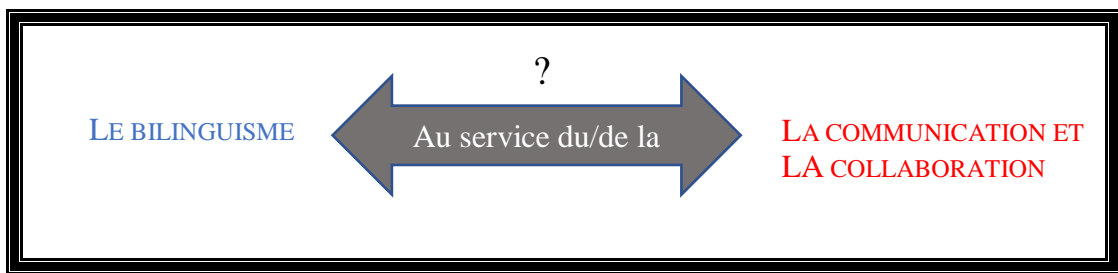 ?
LE BILINGUISME
Au service du/de la
LA COMMUNICATION ET
LA COLLABORATION